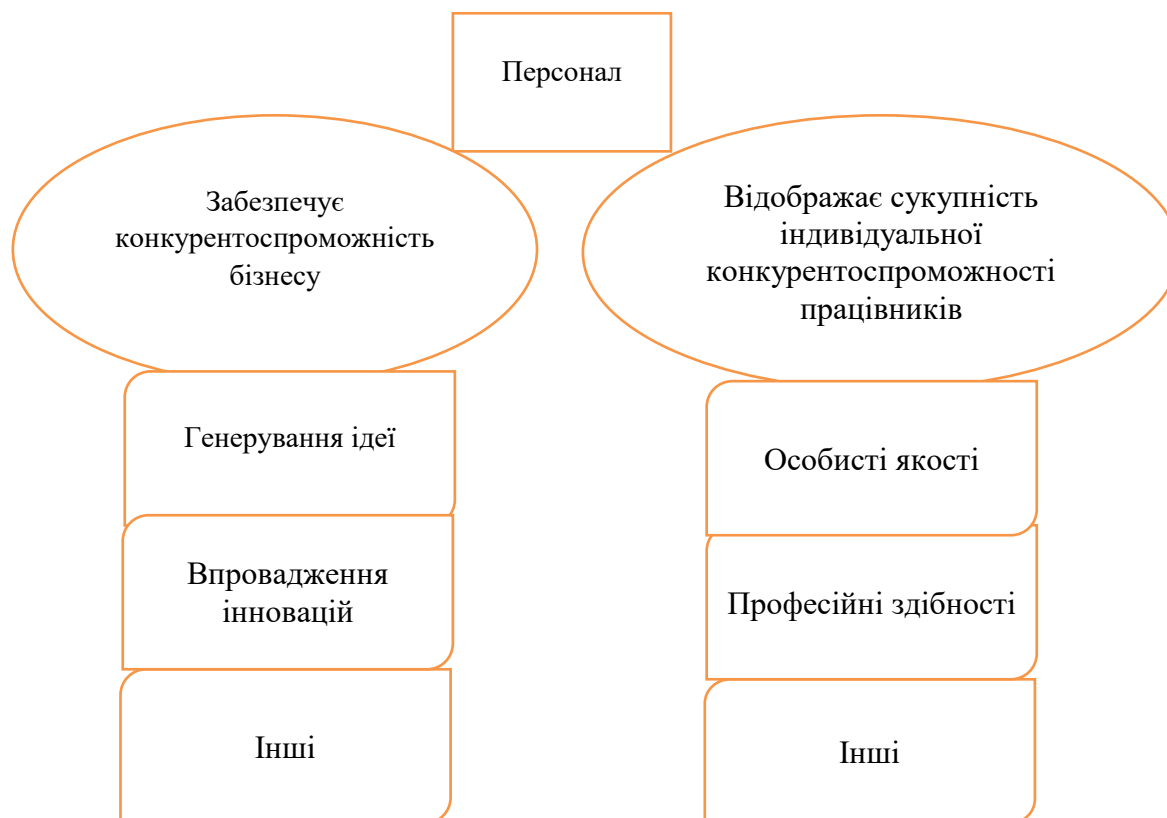 Персонал
Забезпечує
конкурентоспроможність
бізнесу
Відображає сукупність
індивідуальної
конкурентоспроможності
працівників
Генерування ідеї
Впровадження
інновацій
Інші
Особисті якості
Професійні здібності
Інші